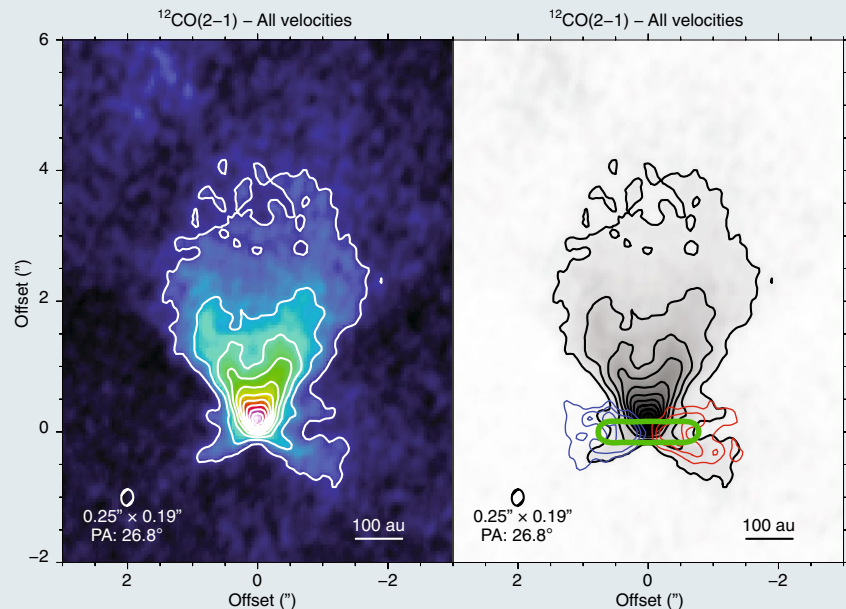 ¹²CO(2−1) – All velocities
¹²CO(2−1) – All velocities
6
4
2
0
−2
Offset (”)
0.25” × 0.19”
PA: 26.8°
100 au
0.25” × 0.19”
PA: 26.8°
100 au
2
0
−2
2
0
−2
Offset (”)
Offset (”)